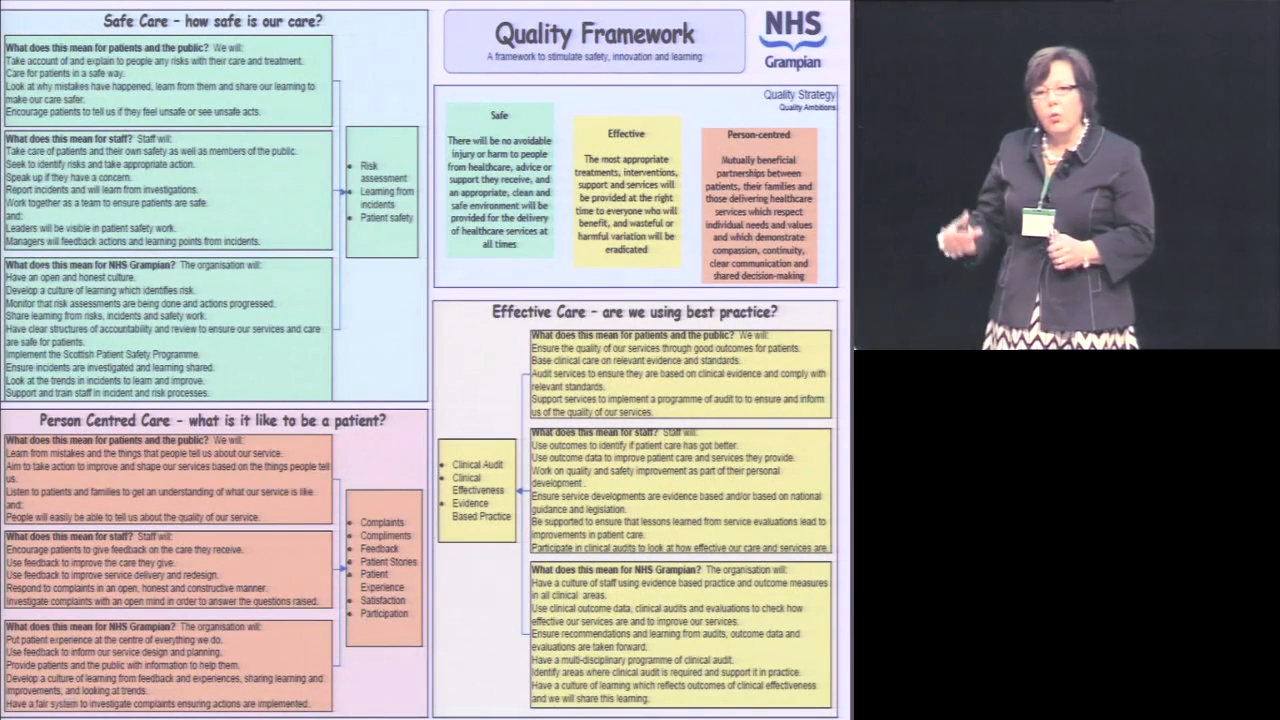 Safe Care - how safe is our care?
What does this mean for patients and the public? We will:
Take account of and explain to people any risks with their care and treatment.
Care for patients in a safe way.
Look at why mistakes have happened, learn from them and share our learning to
make our care safer.
Encourage patients to tell us if they feel unsafe or see unsafe acts.
What does this mean for staff? Staff will:
Take care of patients and their own safety as well as members of the public.
Seek to identify risks and take appropriate action.
Speak up if they have a concern.
Report incidents and will learn from investigations.
Work together as a team to ensure patients are safe.
and:
Leaders will be visible in patient safety work.
Managers will feedback actions and learning points from incidents.
What does this mean for NHS Grampian? The organisation will:
Have an open and honest culture.
Develop a culture of learning which identifies risk.
Monitor that risk assessments are being done and actions progressed.
Share learning from risks, incidents and safety work.
Have clear structures of accountability and review to ensure our services and care
are safe for patients.
Implement the Scottish Patient Safety Programme.
Ensure incidents are investigated and learning shared.
Look at the trends in incidents to learn and improve.
Support and train staff in incident and risk processes.
• Risk
assessment
• Learning from
incidents
• Patient safety
Person Centred Care - what is it like to be a patient?
What does this mean for patients and the public? We will:
Learn from mistakes and the things that people tell us about our service.
Aim to take action to improve and shape our services based on the things people tell
us.
Listen to patients and families to get an understanding of what our service is like
and:
People will easily be able to tell us about the quality of our service.
What does this mean for staff? Staff will:
Encourage patients to give feedback on the care they receive.
Use feedback to improve the care they give.
Use feedback to improve service delivery and redesign.
Respond to complaints in an open, honest and constructive manner.
Investigate complaints with an open mind in order to answer the questions raised.
What does this mean for NHS Grampian? The organisation will:
Put patient experience at the centre of everything we do.
Use feedback to inform our service design and planning.
Provide patients and the public with information to help them.
Develop a culture of learning from feedback and experiences, sharing learning and
improvements, and looking at trends.
Have a fair system to investigate complaints ensuring actions are implemented.
• Complaints
• Compliments
• Feedback
• Patient Stories
• Patient
Experience
• Satisfaction
• Participation
Quality Framework
A framework to stimulate safety, innovation and learning
NHS
Grampian
Quality Strategy
Quality Ambitions
Safe
There will be no avoidable
injury or harm to people
from healthcare, advice or
support they receive, and
an appropriate, clean and
safe environment will be
provided for the delivery
of healthcare services at
all times
Effective
The most appropriate
treatments, interventions,
support and services will
be provided at the right
time to everyone who will
benefit, and wasteful or
harmful variation will be
eradicated
Person-centred
Mutually beneficial
partnerships between
patients, their families and
those delivering healthcare
services which respect
individual needs and values
and which demonstrate
compassion, continuity,
clear communication and
shared decision-making
Effective Care - are we using best practice?
What does this mean for patients and the public? We will:
Ensure the quality of our services through good outcomes for patients.
Base clinical care on relevant evidence and standards.
Audit services to ensure they are based on clinical evidence and comply with
relevant standards.
Support services to implement a programme of audit to to ensure and inform
us of the quality of our services.
What does this mean for staff? Staff will:
Use outcomes to identify if patient care has got better.
Use outcome data to improve patient care and services they provide.
Work on quality and safety improvement as part of their personal
development.
Ensure service developments are evidence based and/or based on national
guidance and legislation.
Be supported to ensure that lessons learned from service evaluations lead to
improvements in patient care.
Participate in clinical audits to look at how effective our care and services are.
What does this mean for NHS Grampian? The organisation will:
Have a culture of staff using evidence based practice and outcome measures
in all clinical areas.
Use clinical outcome data, clinical audits and evaluations to check how
effective our services are and to improve our services.
Ensure recommendations and learning from audits, outcome data and
evaluations are taken forward.
Have a multi-disciplinary programme of clinical audit.
Identify areas where clinical audit is required and support it in practice.
Have a culture of learning which reflects outcomes of clinical effectiveness
and we will share this learning.
• Clinical Audit
• Clinical
Effectiveness
• Evidence
Based Practice